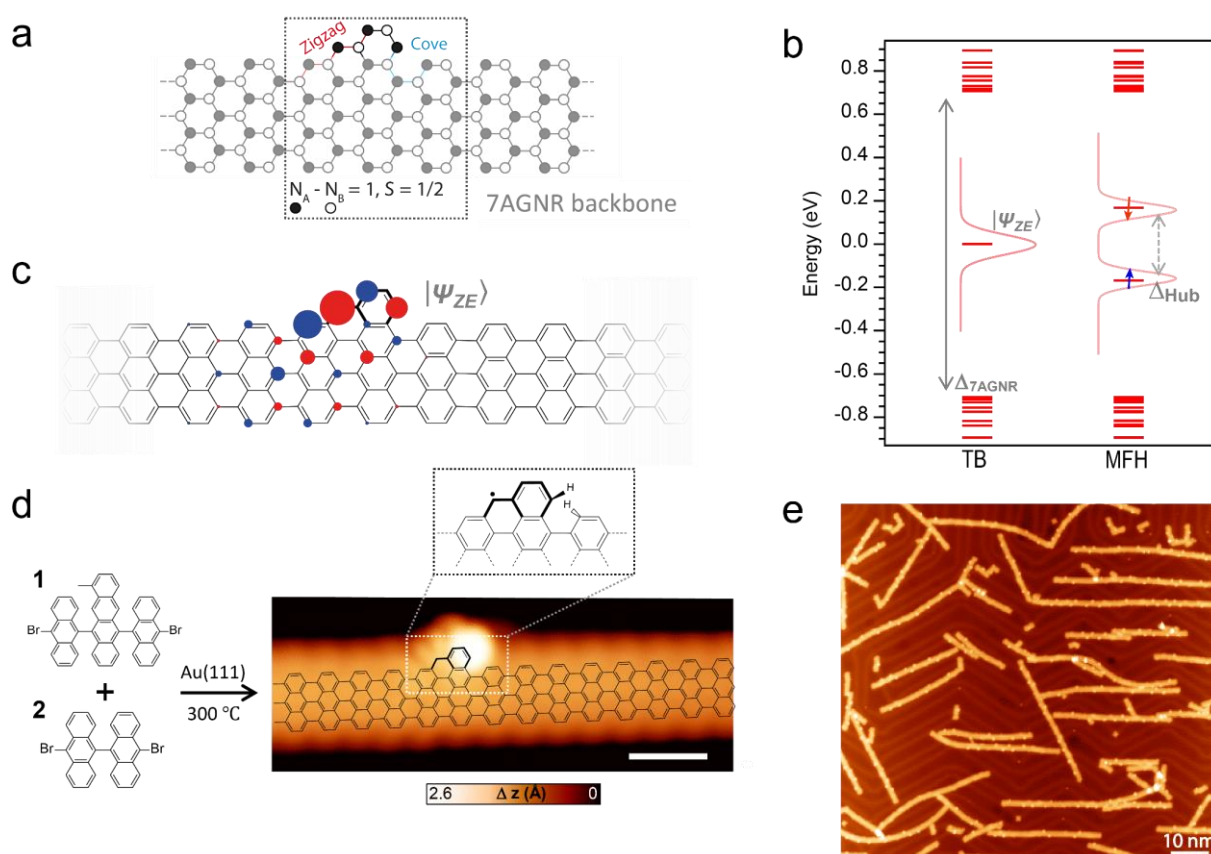 a
Zigzag
Cove
N_A - N_B = 1, S = 1/2
7AGNR backbone
b
Energy (eV)
0.8
0.6
0.4
0.2
0.0
-0.2
-0.4
-0.6
-0.8
|Ψ_ZE⟩
Δ_Hub
Δ_7AGNR
TB
MFH
c
|Ψ_ZE⟩
d
H
H
1
Br
Br
+
2
Br
Br
Au(111)
300 °C
2.6 Δ z (Å) 0
e
10 nm